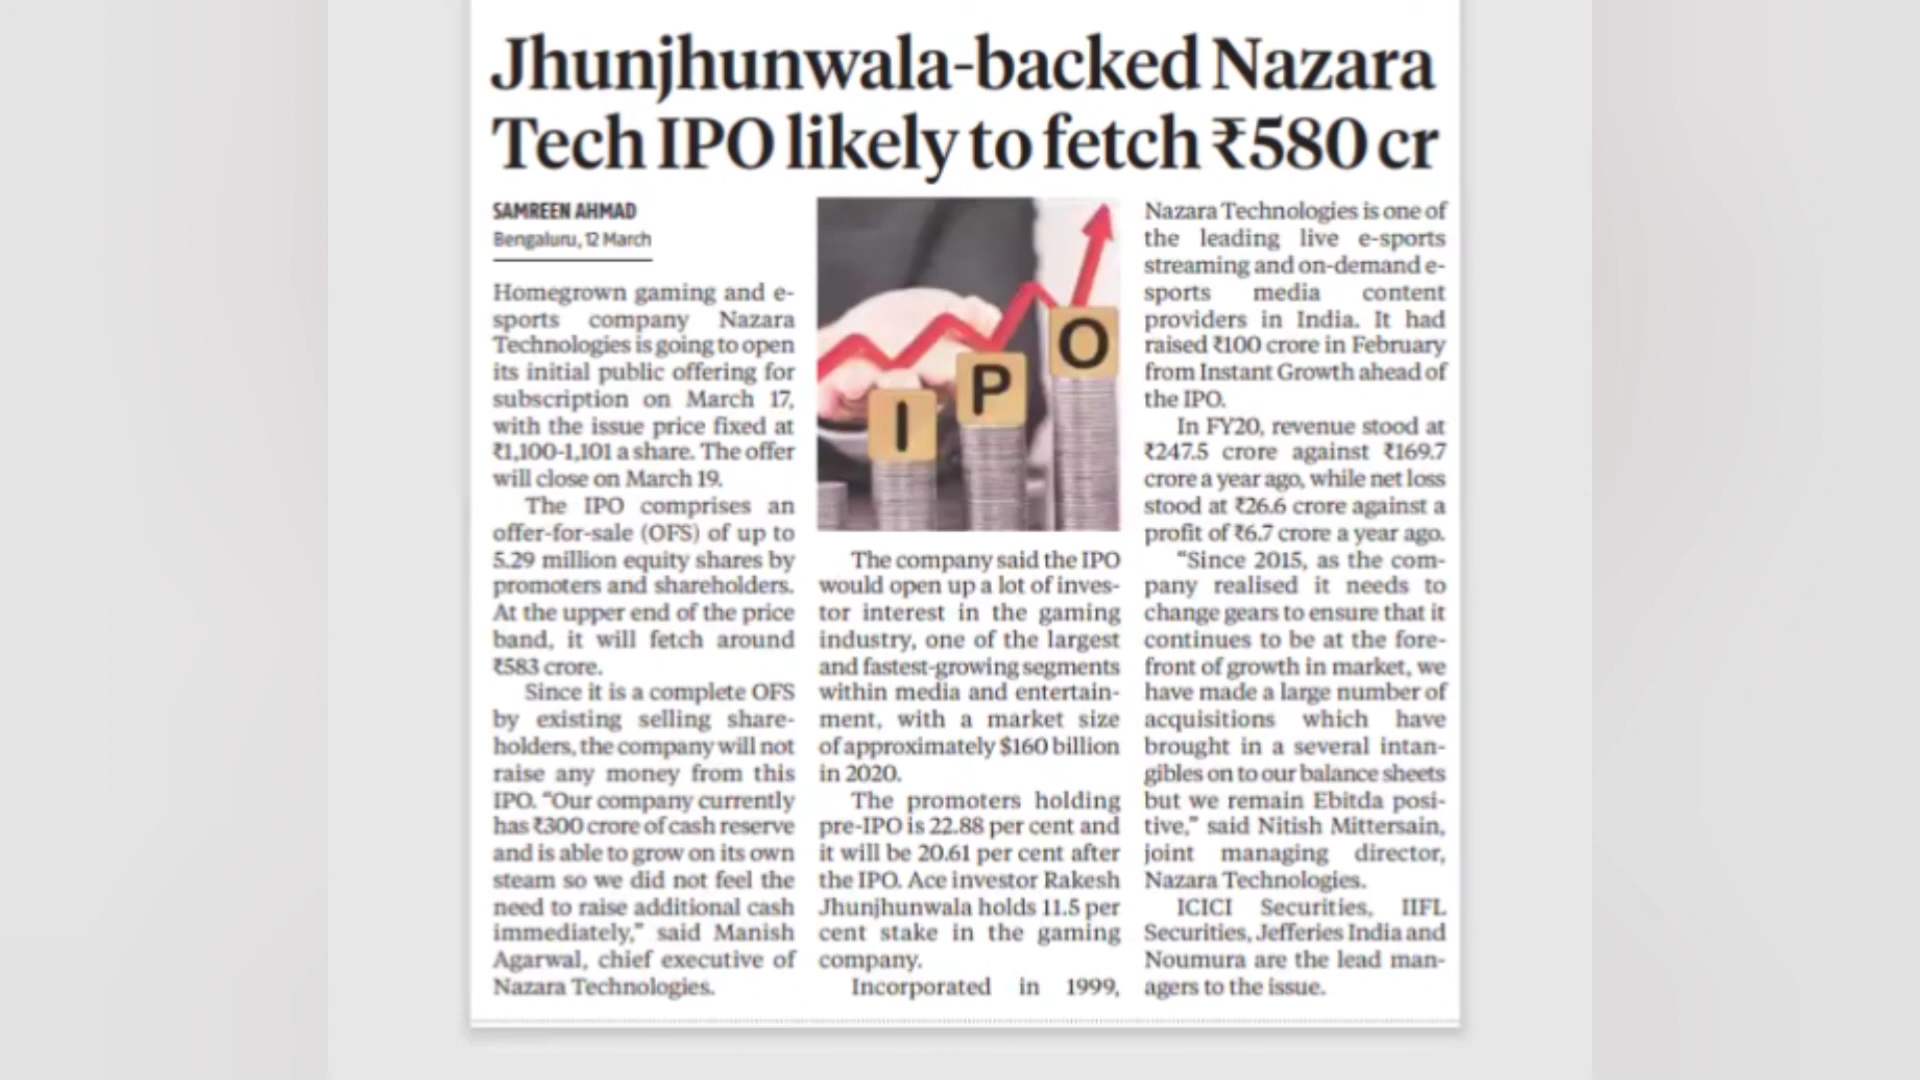 Jhunjhunwala-backed Nazara
Tech IPO likely to fetch ₹580 cr
SAMREEN AHMAD
Bengaluru, 12 March
Homegrown gaming and e-
sports company Nazara
Technologies is going to open
its initial public offering for
subscription on March 17,
with the issue price fixed at
₹1,100-1,101 a share. The offer
will close on March 19.
The IPO comprises an
offer-for-sale (OFS) of up to
5.29 million equity shares by
promoters and shareholders.
At the upper end of the price
band, it will fetch around
₹583 crore.
Since it is a complete OFS
by existing selling share-
holders, the company will not
raise any money from this
IPO. “Our company currently
has ₹300 crore of cash reserve
and is able to grow on its own
steam so we did not feel the
need to raise additional cash
immediately,” said Manish
Agarwal, chief executive of
Nazara Technologies.
I
P
O
The company said the IPO
would open up a lot of inves-
tor interest in the gaming
industry, one of the largest
and fastest-growing segments
within media and entertain-
ment, with a market size
of approximately $160 billion
in 2020.
The promoters holding
pre-IPO is 22.88 per cent and
it will be 20.61 per cent after
the IPO. Ace investor Rakesh
Jhunjhunwala holds 11.5 per
cent stake in the gaming
company.
Incorporated in 1999,
Nazara Technologies is one of
the leading live e-sports
streaming and on-demand e-
sports media content
providers in India. It had
raised ₹100 crore in February
from Instant Growth ahead of
the IPO.
In FY20, revenue stood at
₹247.5 crore against ₹169.7
crore a year ago, while net loss
stood at ₹26.6 crore against a
profit of ₹6.7 crore a year ago.
“Since 2015, as the com-
pany realised it needs to
change gears to ensure that it
continues to be at the fore-
front of growth in market, we
have made a large number of
acquisitions which have
brought in a several intan-
gibles on to our balance sheets
but we remain Ebitda posi-
tive,” said Nitish Mittersain,
joint managing director,
Nazara Technologies.
ICICI Securities, IIFL
Securities, Jefferies India and
Noumura are the lead man-
agers to the issue.